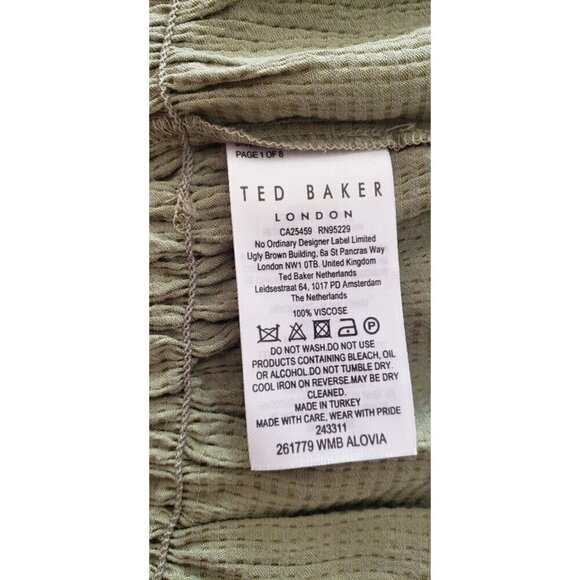 PAGE 1 OF 8
TED BAKER
LONDON
CA25459 RN95229
No Ordinary Designer Label Limited
Ugly Brown Building, 6a St Pancras Way
London NW1 0TB. United Kingdom
Ted Baker Netherlands
Leidsestraat 64, 1017 PD Amsterdam
The Netherlands
100% VISCOSE
P
DO NOT WASH.DO NOT USE
PRODUCTS CONTAINING BLEACH, OIL
OR ALCOHOL.DO NOT TUMBLE DRY.
COOL IRON ON REVERSE.MAY BE DRY
CLEANED.
MADE IN TURKEY
MADE WITH CARE, WEAR WITH PRIDE
243311
261779 WMB ALOVIA